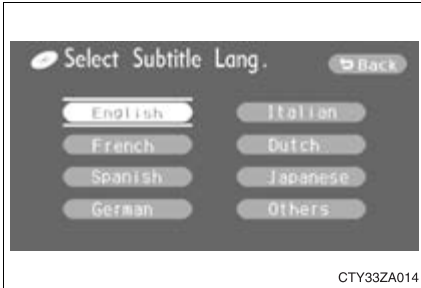 Select Subtitle Lang.
Back
English
Italian
French
Dutch
Spanish
Japanese
German
Others
CTY33ZA014